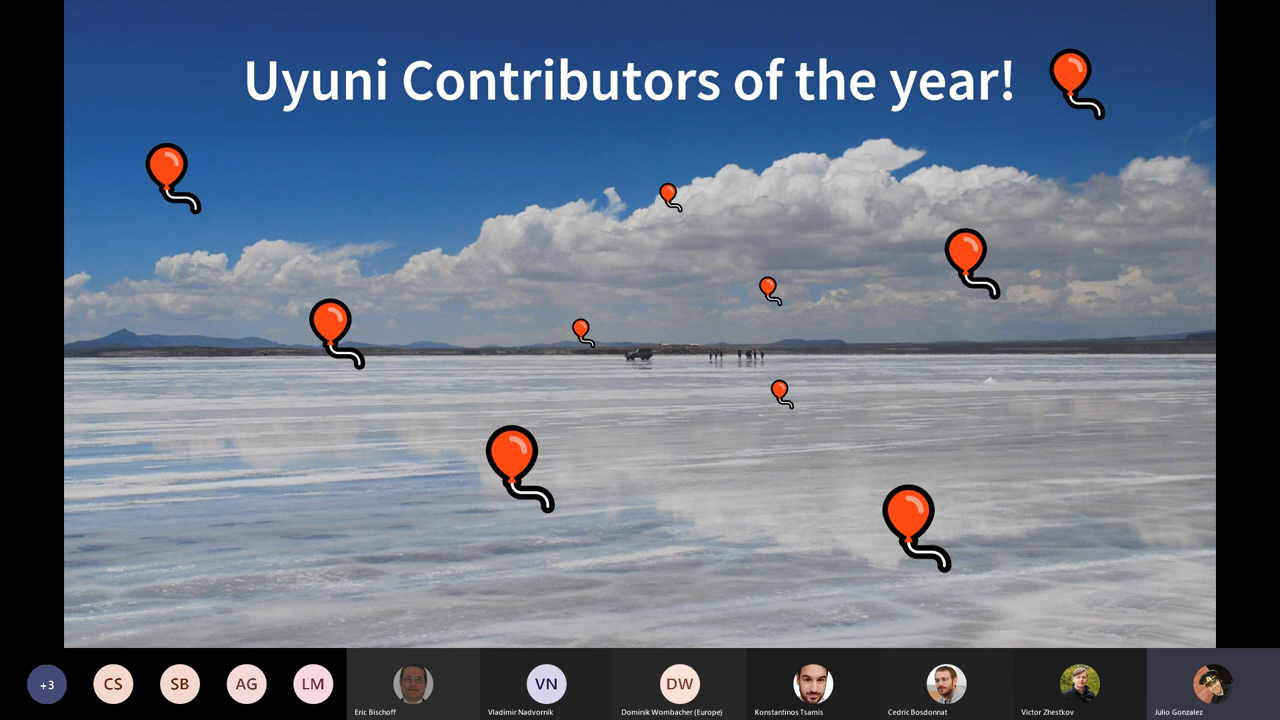 Uyuni Contributors of the year!
+3
CS
SB
AG
LM
Eric Bischoff
VN
Vladimir Nadvornik
DW
Dominik Wombacher (Europe)
Konstantinos Tsamis
Cedric Bosdonnat
Victor Zhestkov
Julio Gonzalez